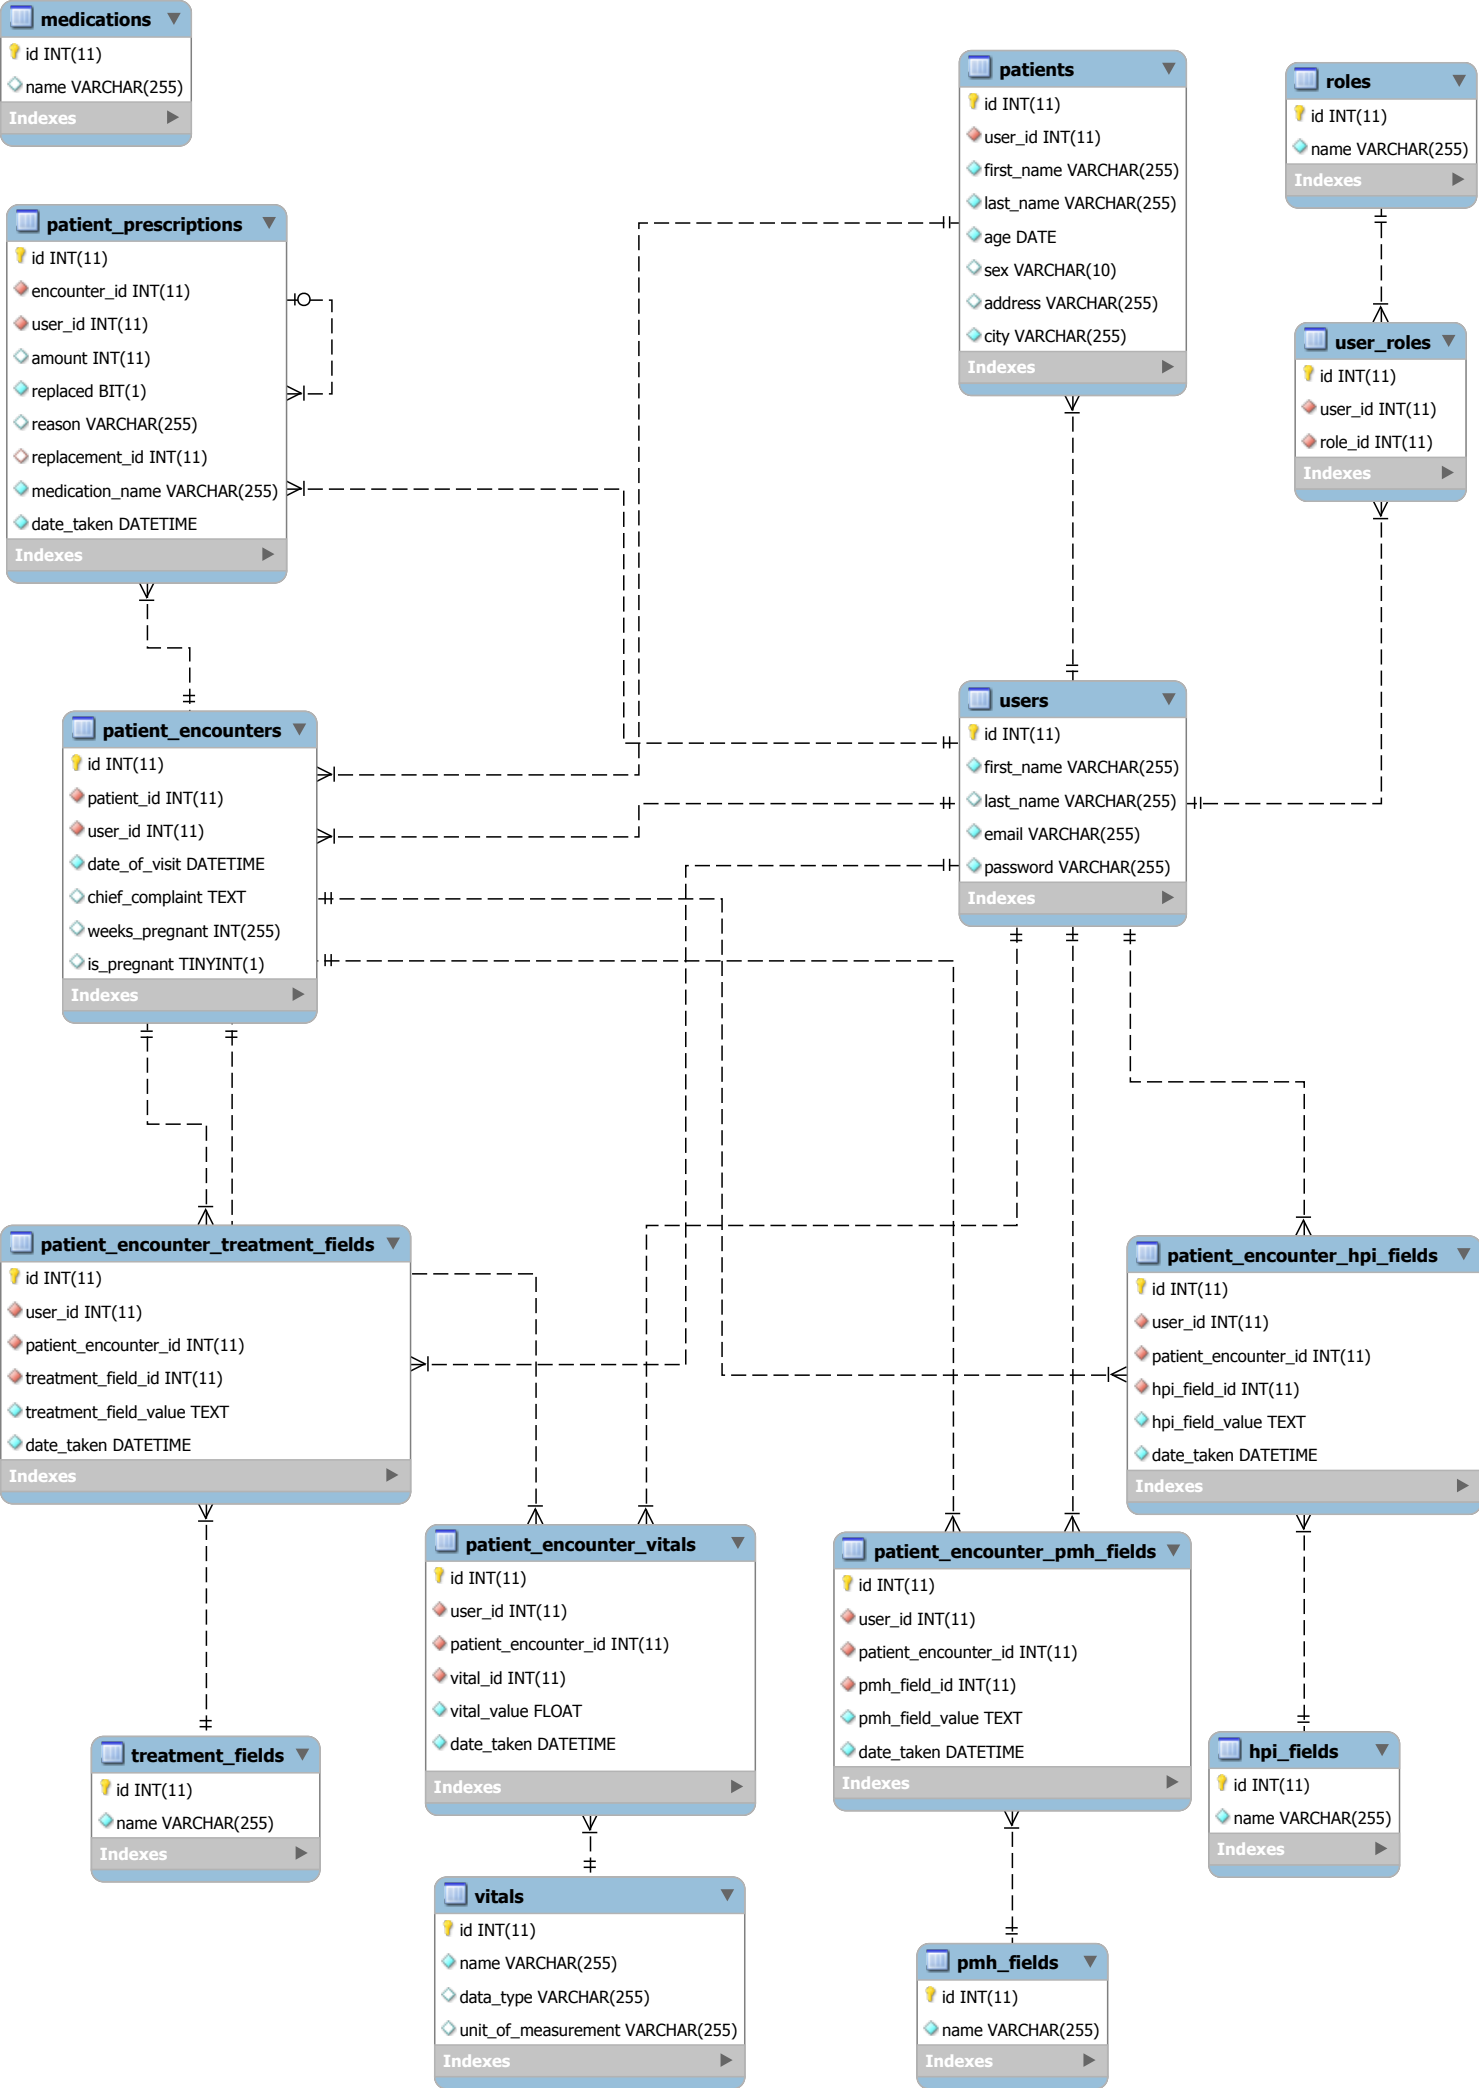 medications
id INT(11)
name VARCHAR(255)
Indexes
patients
id INT(11)
user_id INT(11)
first_name VARCHAR(255)
last_name VARCHAR(255)
age DATE
sex VARCHAR(10)
address VARCHAR(255)
city VARCHAR(255)
Indexes
roles
id INT(11)
name VARCHAR(255)
Indexes
patient_prescriptions
id INT(11)
encounter_id INT(11)
user_id INT(11)
amount INT(11)
replaced BIT(1)
reason VARCHAR(255)
replacement_id INT(11)
medication_name VARCHAR(255)
date_taken DATETIME
Indexes
user_roles
id INT(11)
user_id INT(11)
role_id INT(11)
Indexes
patient_encounters
id INT(11)
patient_id INT(11)
user_id INT(11)
date_of_visit DATETIME
chief_complaint TEXT
weeks_pregnant INT(255)
is_pregnant TINYINT(1)
Indexes
users
id INT(11)
first_name VARCHAR(255)
last_name VARCHAR(255)
email VARCHAR(255)
password VARCHAR(255)
Indexes
patient_encounter_treatment_fields
id INT(11)
user_id INT(11)
patient_encounter_id INT(11)
treatment_field_id INT(11)
treatment_field_value TEXT
date_taken DATETIME
Indexes
patient_encounter_hpi_fields
id INT(11)
user_id INT(11)
patient_encounter_id INT(11)
hpi_field_id INT(11)
hpi_field_value TEXT
date_taken DATETIME
Indexes
patient_encounter_vitals
id INT(11)
user_id INT(11)
patient_encounter_id INT(11)
vital_id INT(11)
vital_value FLOAT
date_taken DATETIME
Indexes
patient_encounter_pmh_fields
id INT(11)
user_id INT(11)
patient_encounter_id INT(11)
pmh_field_id INT(11)
pmh_field_value TEXT
date_taken DATETIME
Indexes
treatment_fields
id INT(11)
name VARCHAR(255)
Indexes
hpi_fields
id INT(11)
name VARCHAR(255)
Indexes
vitals
id INT(11)
name VARCHAR(255)
data_type VARCHAR(255)
unit_of_measurement VARCHAR(255)
Indexes
pmh_fields
id INT(11)
name VARCHAR(255)
Indexes